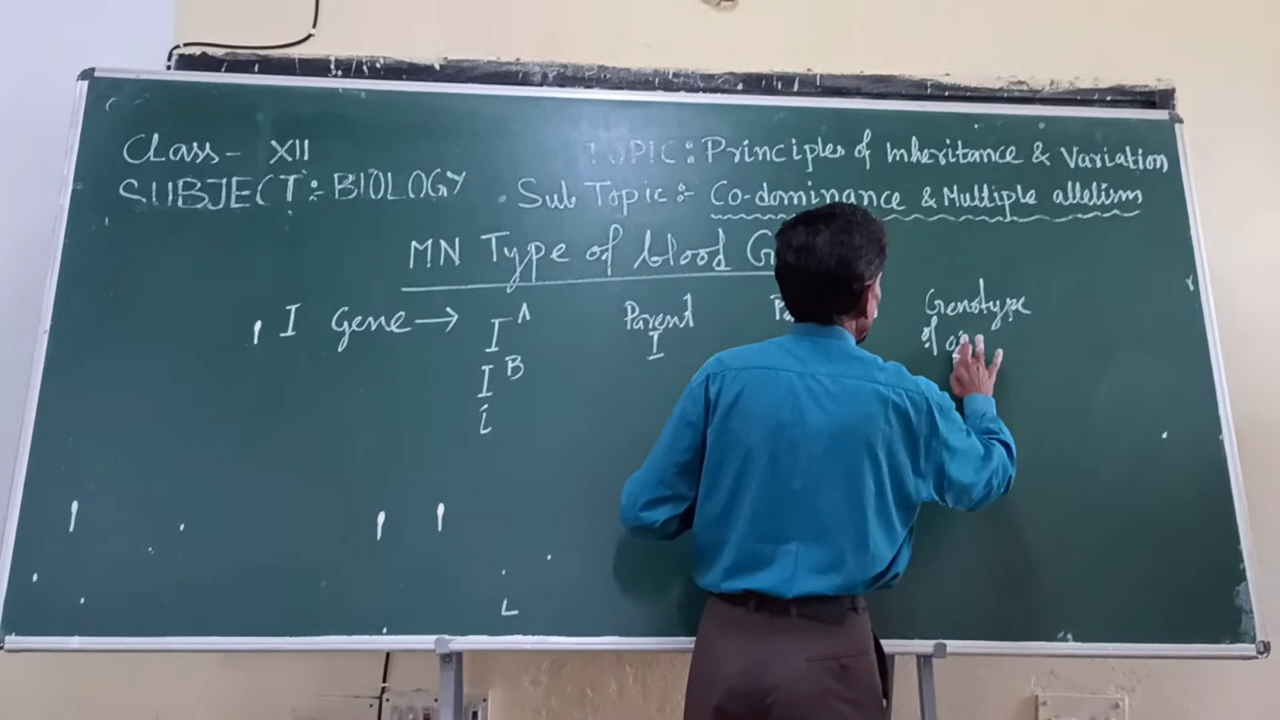 Class - XII
TOPIC: Principles of Inheritance & Variation
SUBJECT: BIOLOGY
Sub Topic:- Co-dominance & Multiple allelism
MN Type of blood
I Gene → I^A
I^B
i
Parent
I
Genotype
of
L